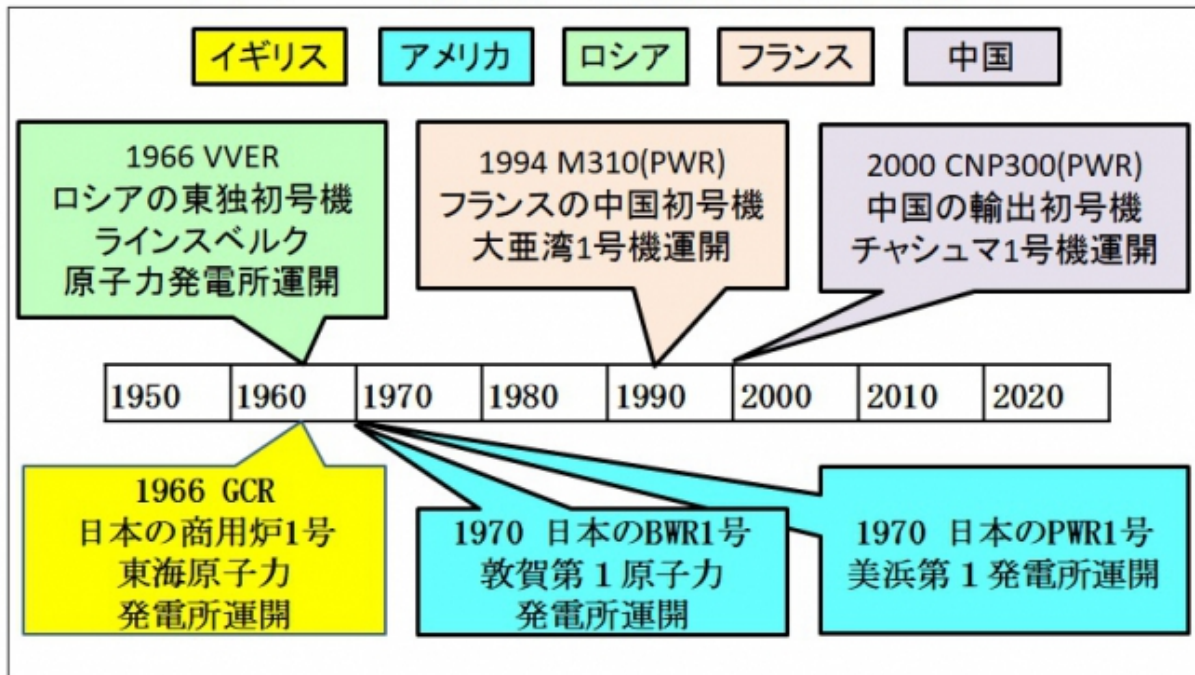 イギリス
アメリカ
ロシア
フランス
中国
1966 VVER
ロシアの東独初号機
ラインスベルク
原子力発電所運開
1994 M310(PWR)
フランスの中国初号機
大亜湾1号機運開
2000 CNP300(PWR)
中国の輸出初号機
チャシュマ1号機運開
1950 1960 1970 1980 1990 2000 2010 2020
1966 GCR
日本の商用炉1号
東海原子力
発電所運開
1970 日本のBWR1号
敦賀第1原子力
発電所運開
1970 日本のPWR1号
美浜第1発電所運開